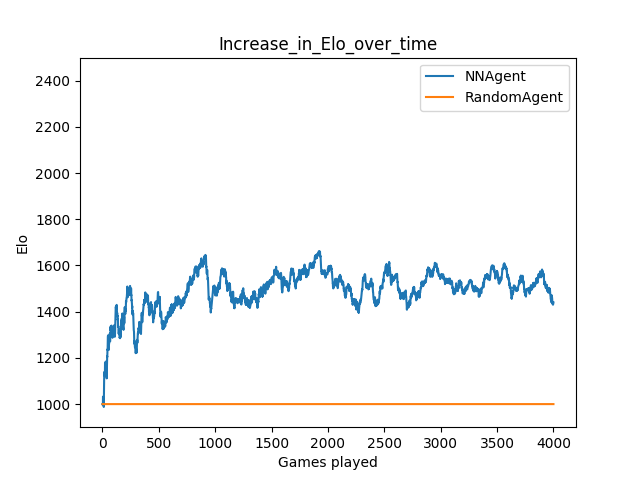 Increase_in_Elo_over_time
NNAgent
RandomAgent
2400
2200
2000
1800
1600
1400
1200
1000
Elo
0 500 1000 1500 2000 2500 3000 3500 4000
Games played